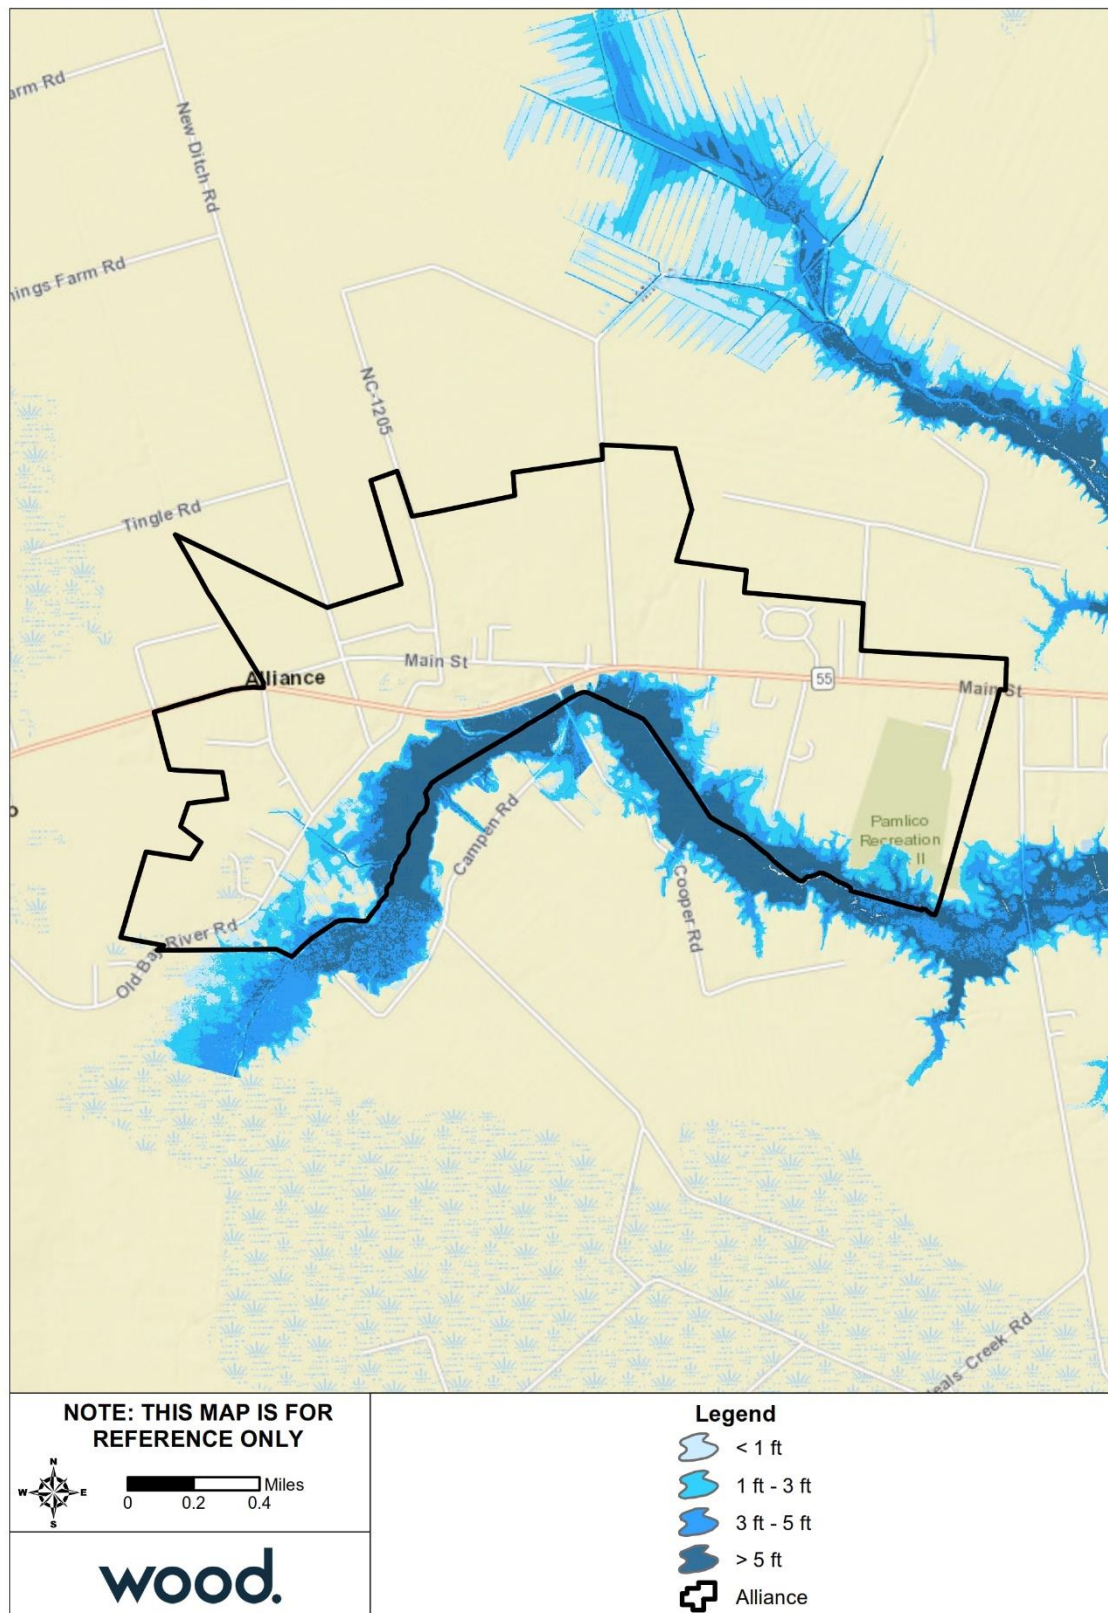 arm Rd
New Ditch Rd
nings Farm Rd
NC-1205
Tingle Rd
Main St
Alliance
55
Main St
Pamlico
Recreation
II
o
Campen Rd
Cooper Rd
Old Bay River Rd
leals Creek Rd
NOTE: THIS MAP IS FOR
REFERENCE ONLY
N
W
E
S
Miles
0 0.2 0.4
wood.
Legend
< 1 ft
1 ft - 3 ft
3 ft - 5 ft
> 5 ft
Alliance